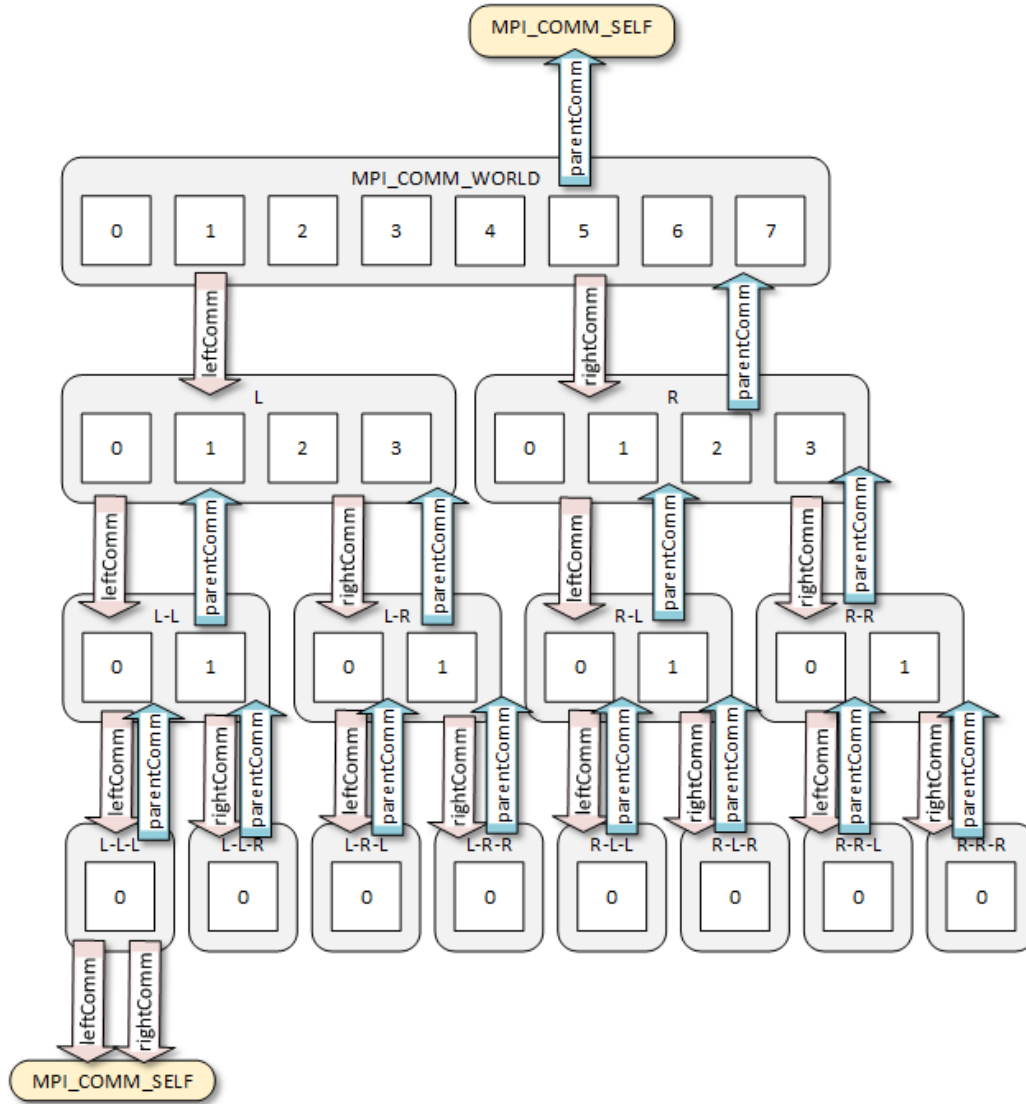 MPI_COMM_SELF
parentComm
MPI_COMM_WORLD
0 1 2 3 4 5 6 7
leftComm rightComm parentComm
L R
0 1 2 3 0 1 2 3
leftComm parentComm rightComm parentComm leftComm parentComm rightComm parentComm
L-L L-R R-L R-R
0 1 0 1 0 1 0 1
leftComm parentComm rightComm parentComm leftComm parentComm rightComm parentComm leftComm parentComm rightComm parentComm leftComm parentComm rightComm parentComm
L-L-L L-L-R L-R-L L-R-R R-L-L R-L-R R-R-L R-R-R
0 0 0 0 0 0 0 0
leftComm rightComm
MPI_COMM_SELF